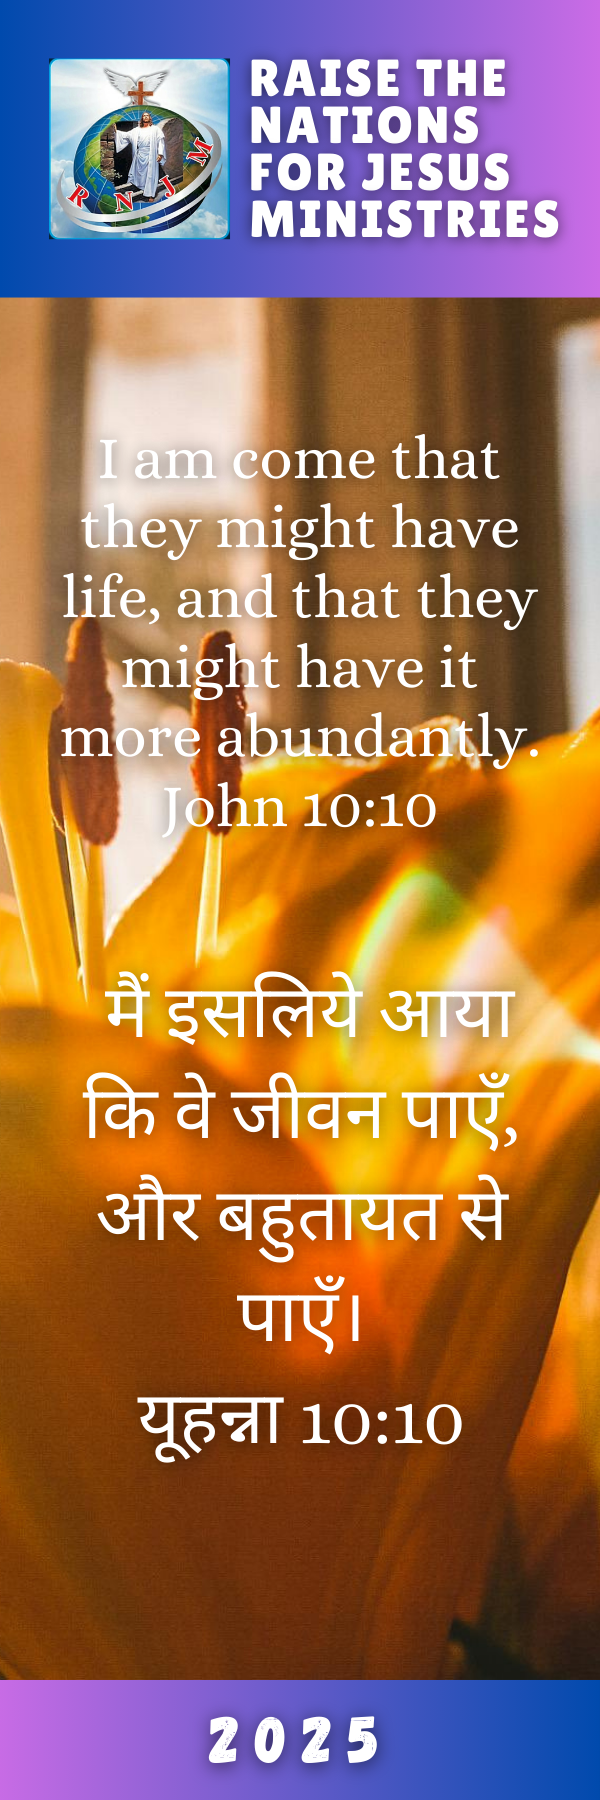 RAISE THE
NATIONS
FOR JESUS
MINISTRIES
R N J M
I am come that
they might have
life, and that they
might have it
more abundantly.
John 10:10
मैं इसलिये आया
कि वे जीवन पाएँ,
और बहुतायत से
पाएँ।
यूहन्ना 10:10
2025